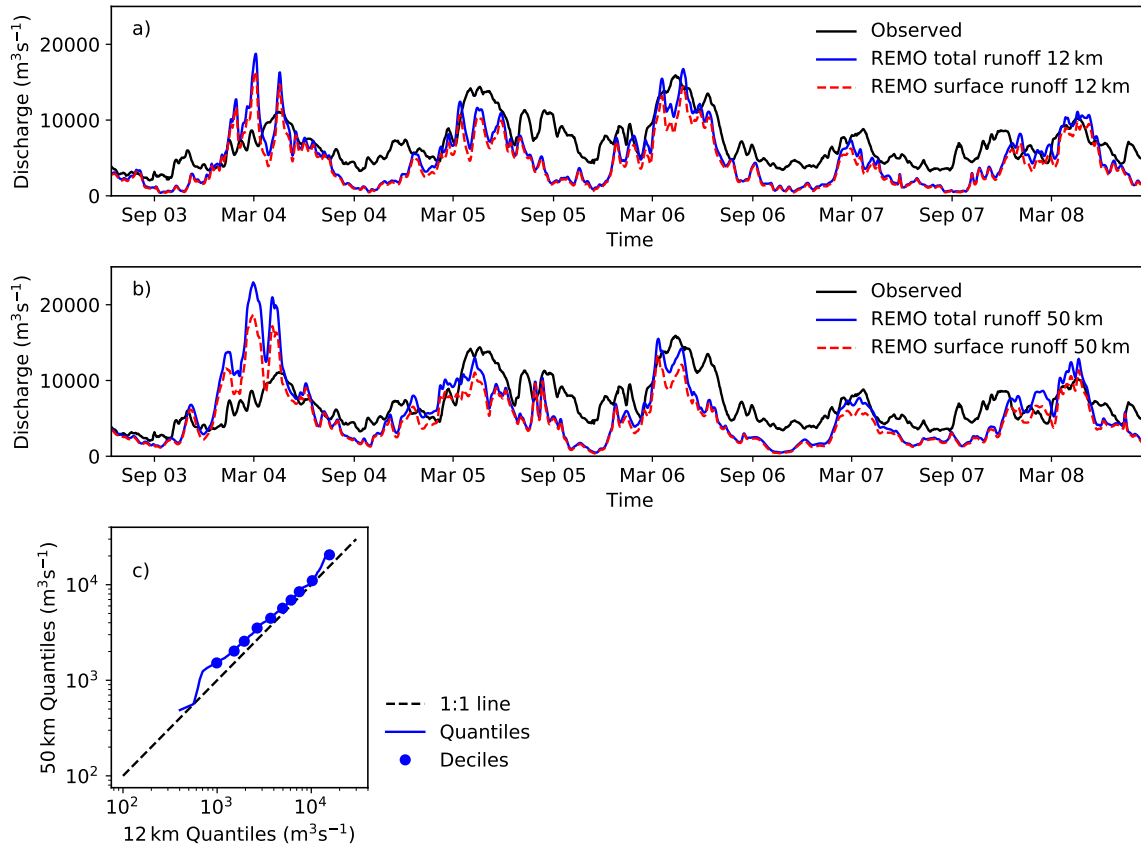 a)
Observed
REMO total runoff 12 km
REMO surface runoff 12 km
Discharge (m³s⁻¹)
20000
10000
0
Sep 03 Mar 04 Sep 04 Mar 05 Sep 05 Mar 06 Sep 06 Mar 07 Sep 07 Mar 08
Time
b)
Observed
REMO total runoff 50 km
REMO surface runoff 50 km
Discharge (m³s⁻¹)
20000
10000
0
Sep 03 Mar 04 Sep 04 Mar 05 Sep 05 Mar 06 Sep 06 Mar 07 Sep 07 Mar 08
Time
c)
50 km Quantiles (m³s⁻¹)
10⁴
10³
10²
10² 10³ 10⁴
12 km Quantiles (m³s⁻¹)
1:1 line
Quantiles
Deciles